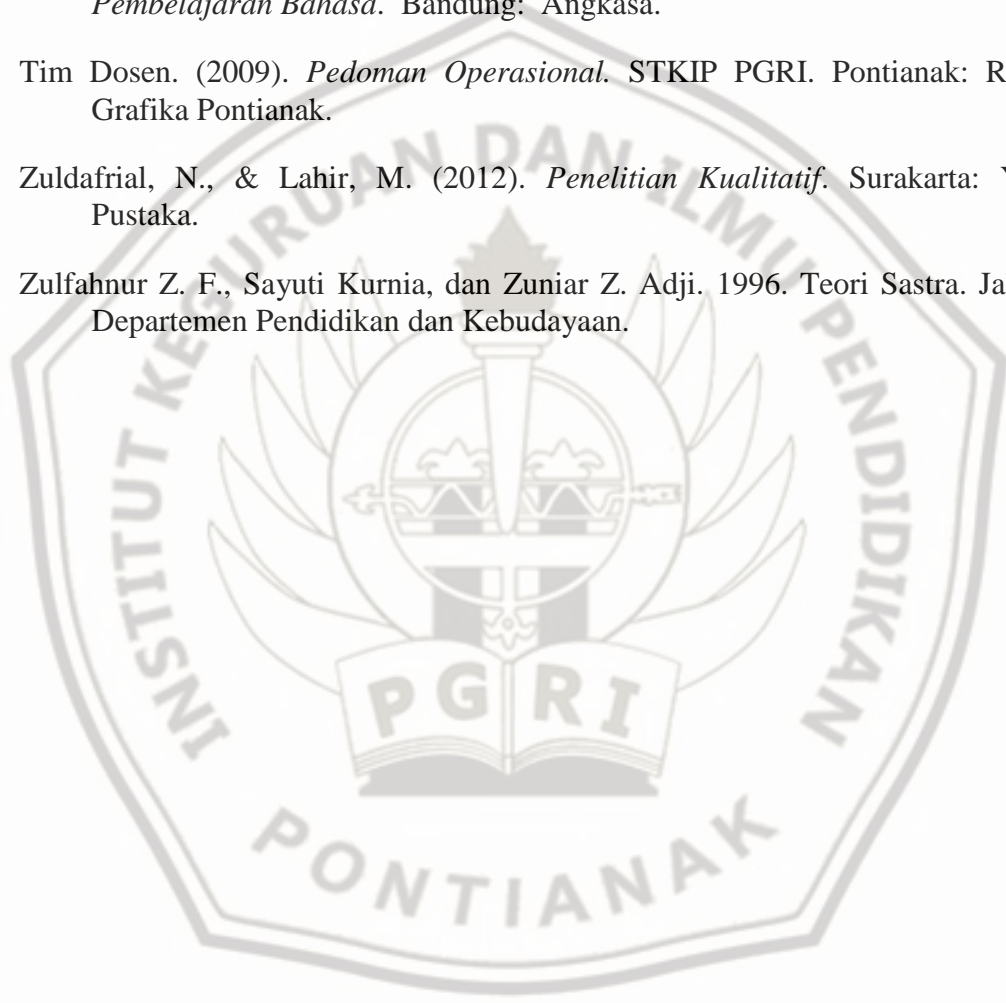 Pembelajaran Bahasa. Bandung: Angkasa.
Tim Dosen. (2009). Pedoman Operasional. STKIP PGRI. Pontianak: R
Grafika Pontianak.
Zuldafrial, N., & Lahir, M. (2012). Penelitian Kualitatif. Surakarta: Y
Pustaka.
Zulfahnur Z. F., Sayuti Kurnia, dan Zuniar Z. Adji. 1996. Teori Sastra. Ja
Departemen Pendidikan dan Kebudayaan.
INSTITUT KEGURUAN DAN ILMU PENDIDIKAN
PGRI
PONTIANAK